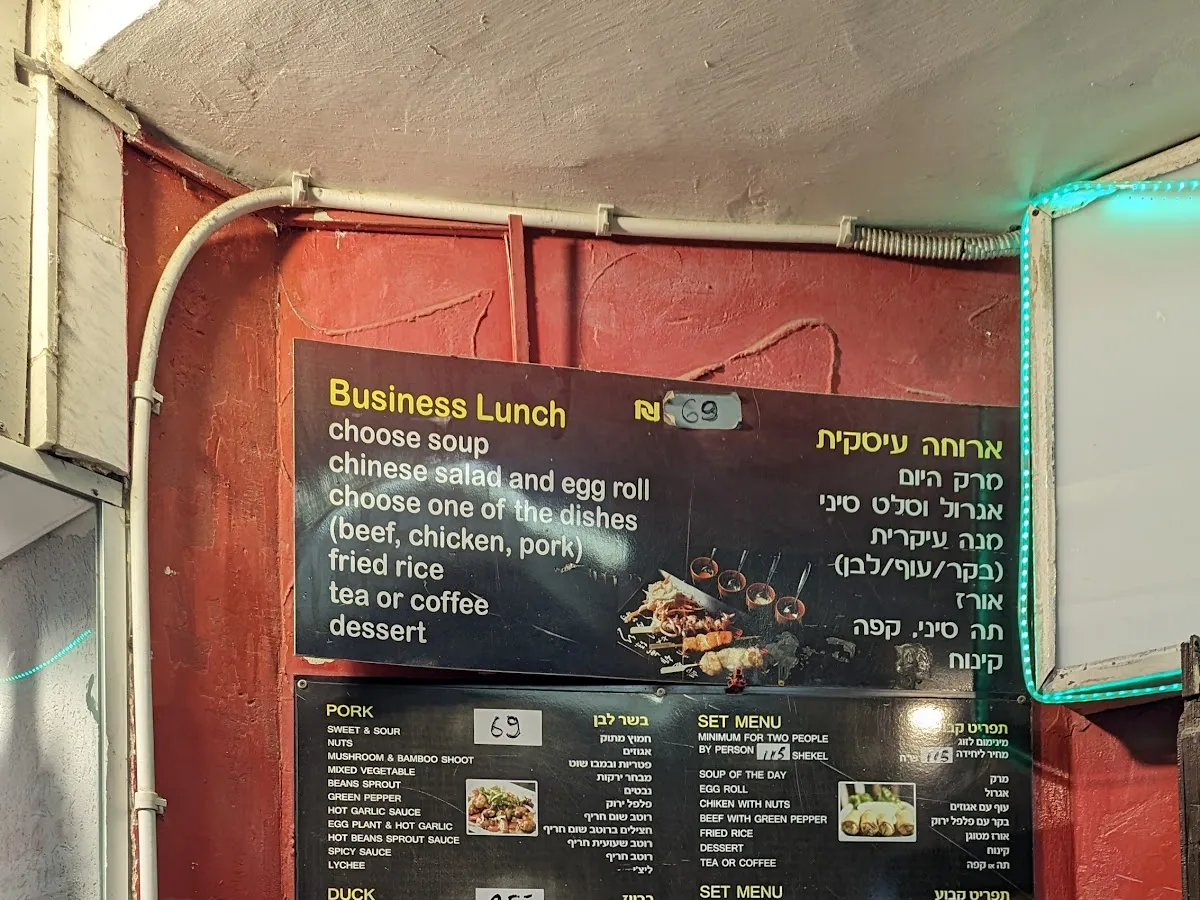 Business Lunch
₪ 69
choose soup
chinese salad and egg roll
choose one of the dishes
(beef, chicken, pork)
fried rice
tea or coffee
dessert
ארוחה עיסקית
מרק היום
אגרול וסלט סיני
מנה עיקרית
(בקר/עוף/לבן)
אורז
תה סיני, קפה
קינוח
PORK
69
SWEET & SOUR
NUTS
MUSHROOM & BAMBOO SHOOT
MIXED VEGETABLE
BEANS SPROUT
GREEN PEPPER
HOT GARLIC SAUCE
EGG PLANT & HOT GARLIC
HOT BEANS SPROUT SAUCE
SPICY SAUCE
LYCHEE
בשר לבן
חמוץ מתוק
אגוזים
פטריות ובמבו שוט
מבחר ירקות
נבטים
פלפל ירוק
רוטב שום חריף
חצילים ברוטב שום חריף
רוטב שעועית חריף
רוטב חריף
ליצ'י
SET MENU
MINIMUM FOR TWO PEOPLE
BY PERSON 115 SHEKEL
SOUP OF THE DAY
EGG ROLL
CHIKEN WITH NUTS
BEEF WITH GREEN PEPPER
FRIED RICE
DESSERT
TEA OR COFFEE
תפריט קבוע
מינימום לזוג
מחיר ליחידה 115 ש"ח
מרק
אגרול
עוף עם אגוזים
בקר עם פלפל ירוק
אורז מטוגן
קינוח
תה או קפה
DUCK
ברווז
SET MENU
תפריט קבוע